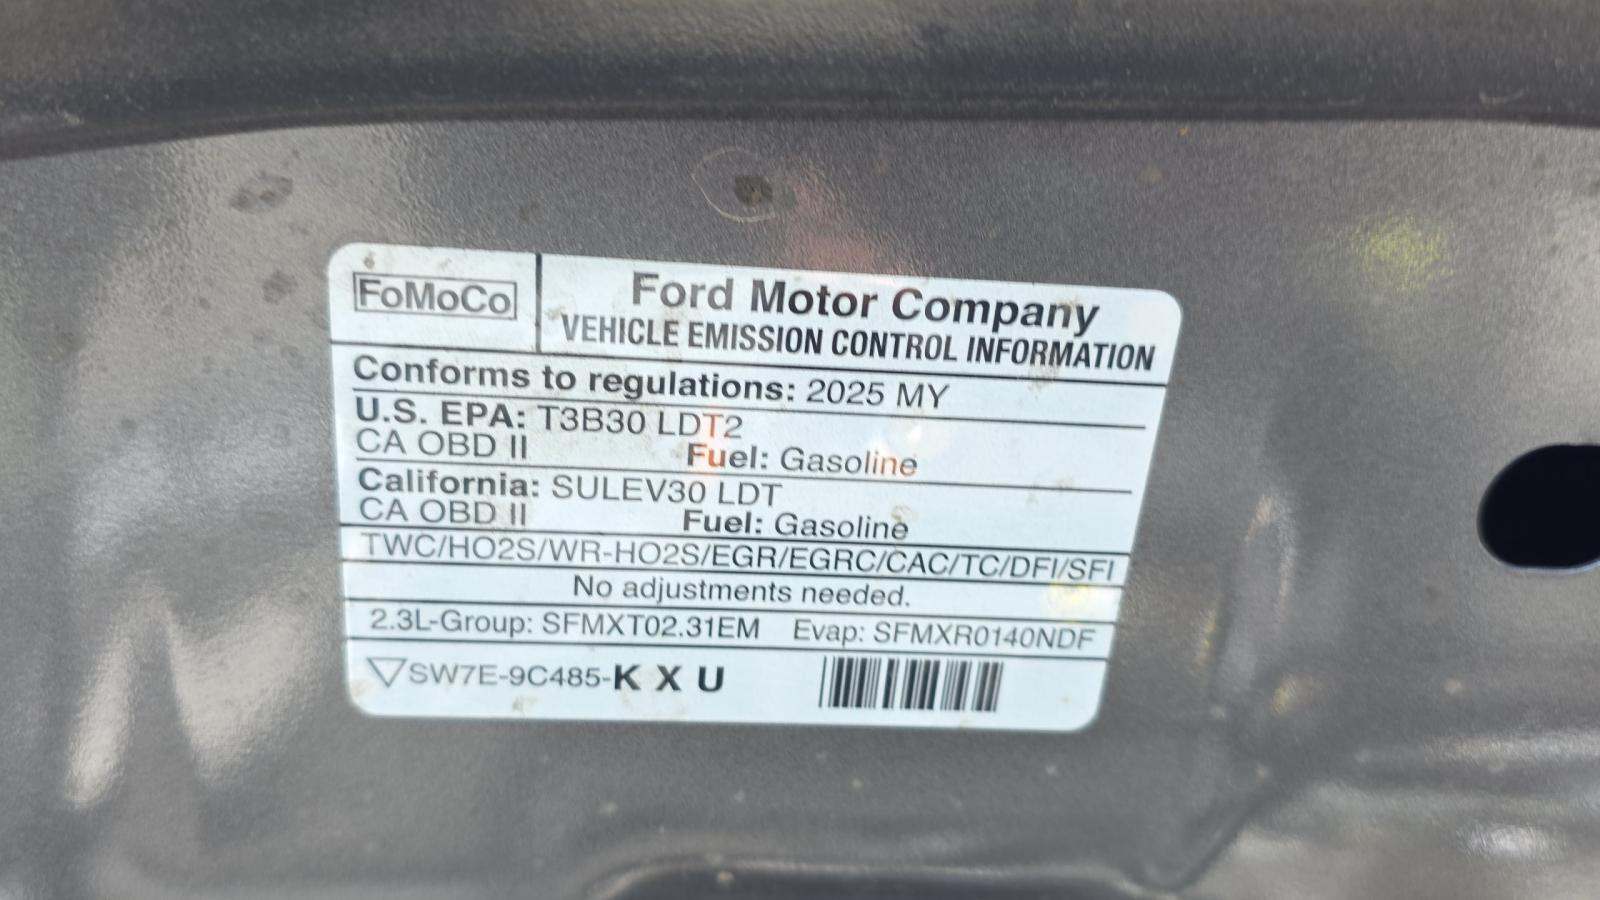 FoMoCo
Ford Motor Company
VEHICLE EMISSION CONTROL INFORMATION
Conforms to regulations: 2025 MY
U.S. EPA: T3B30 LDT2
CA OBD II Fuel: Gasoline
California: SULEV30 LDT
CA OBD II Fuel: Gasoline
TWC/HO2S/WR-HO2S/EGR/EGRC/CAC/TC/DFI/SFI
No adjustments needed.
2.3L-Group: SFMXT02.31EM Evap: SFMXR0140NDF
▽SW7E-9C485-K X U